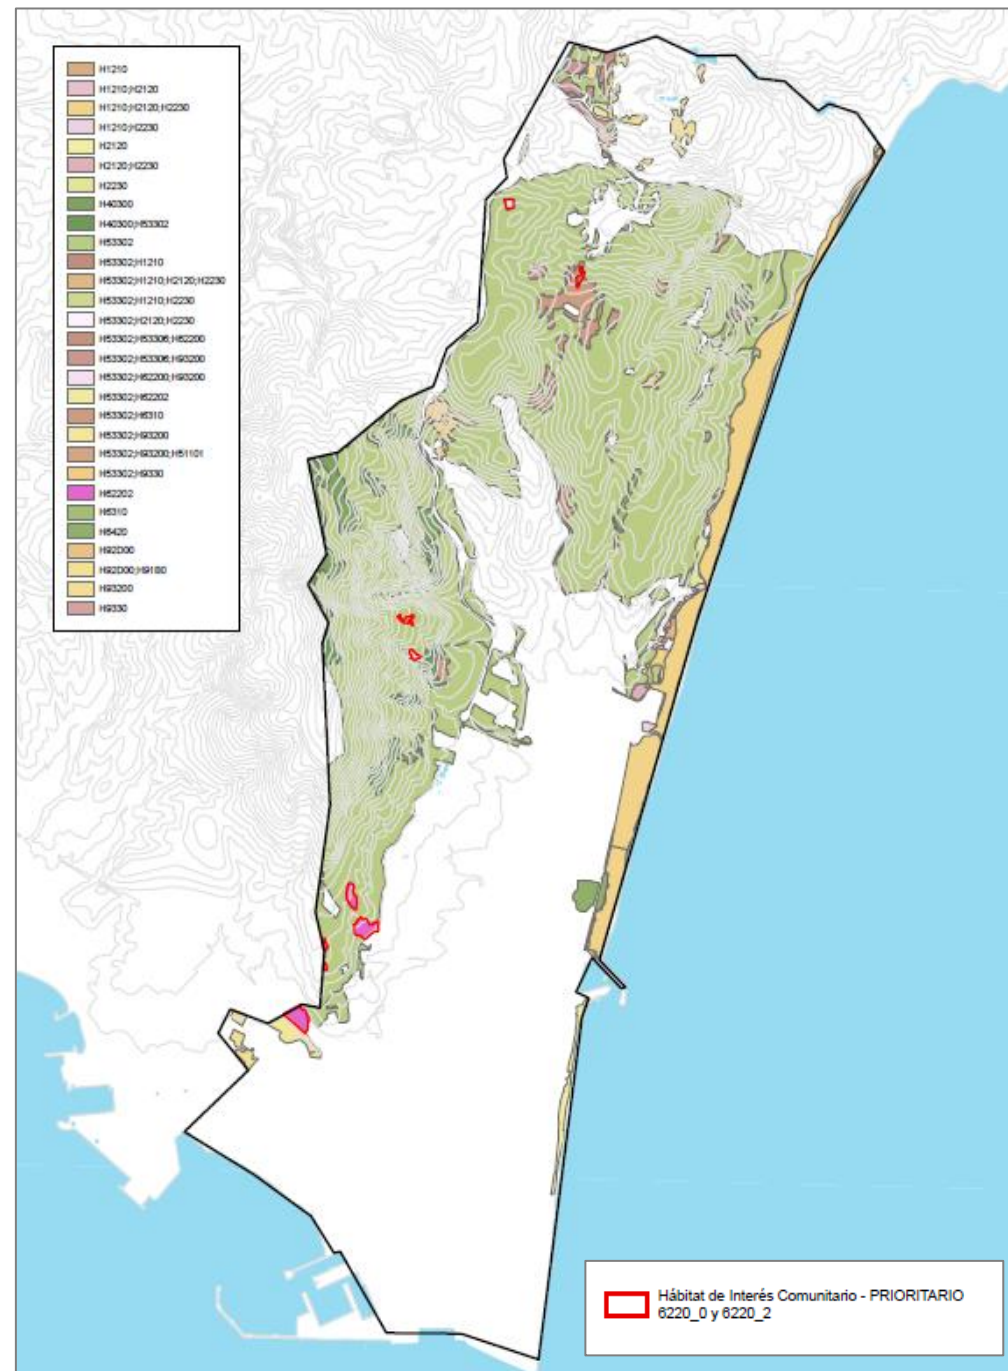 H1210
H1210;H2120
H1210;H2120;H2230
H1210;H2230
H2120
H2120;H2230
H2230
H40300
H40300;H53302
H53302
H53302;H1210
H53302;H1210;H2120;H2230
H53302;H1210;H2230
H53302;H2120;H2230
H53302;H53306;H62200
H53302;H53306;H93200
H53302;H62200;H93200
H53302;H62202
H53302;H6310
H53302;H93200
H53302;H93200;H51101
H53302;H9330
H62202
H6310
H6420
H92D00
H92D00;H91B0
H93200
H9330
Hábitat de Interés Comunitario - PRIORITARIO
6220_0 y 6220_2